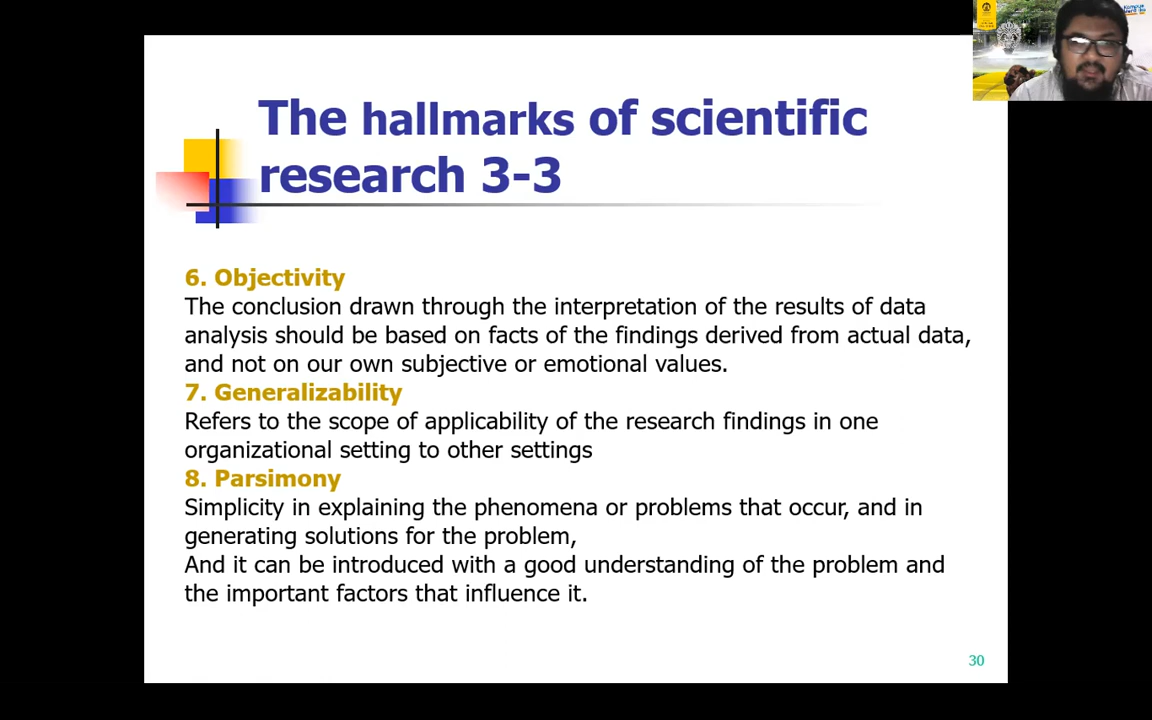 The hallmarks of scientific
research 3-3
6. Objectivity
The conclusion drawn through the interpretation of the results of data
analysis should be based on facts of the findings derived from actual data,
and not on our own subjective or emotional values.
7. Generalizability
Refers to the scope of applicability of the research findings in one
organizational setting to other settings
8. Parsimony
Simplicity in explaining the phenomena or problems that occur, and in
generating solutions for the problem,
And it can be introduced with a good understanding of the problem and
the important factors that influence it.
30